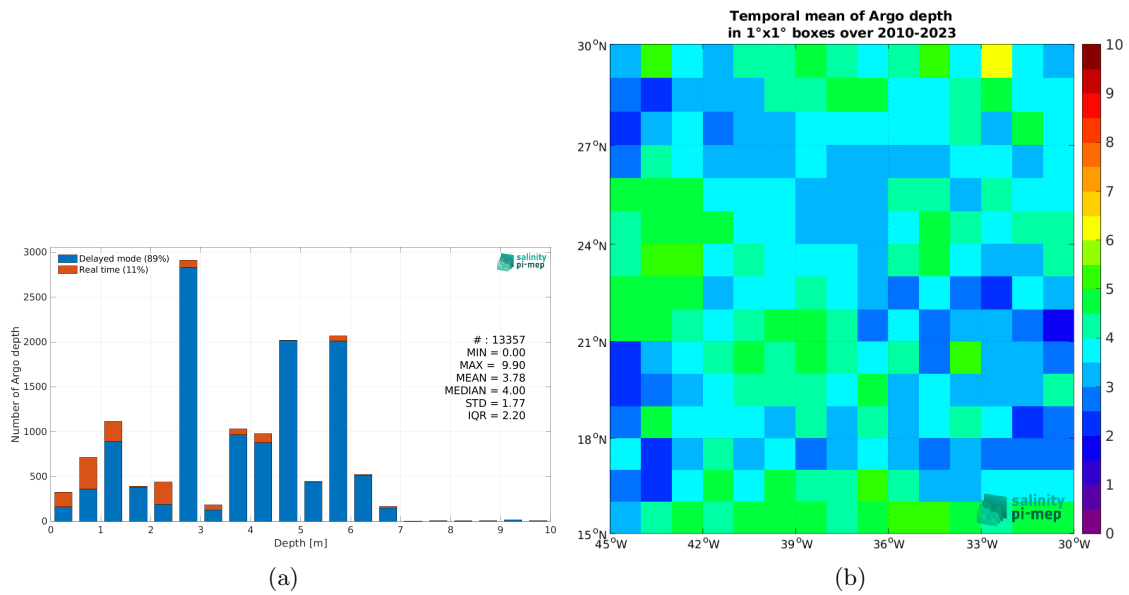 Temporal mean of Argo depth
in 1°x1° boxes over 2010-2023
30°N
27°N
24°N
21°N
18°N
15°N
45°W
42°W
39°W
36°W
33°W
30°W
10
9
8
7
6
5
4
3
2
1
0
salinity
pi-mep
3000
2500
2000
1500
1000
500
0
Number of Argo depth
Delayed mode (89%)
Real time (11%)
salinity
pi-mep
# : 13357
MIN = 0.00
MAX = 9.90
MEAN = 3.78
MEDIAN = 4.00
STD = 1.77
IQR = 2.20
0 1 2 3 4 5 6 7 8 9 10
Depth [m]
(a)
(b)